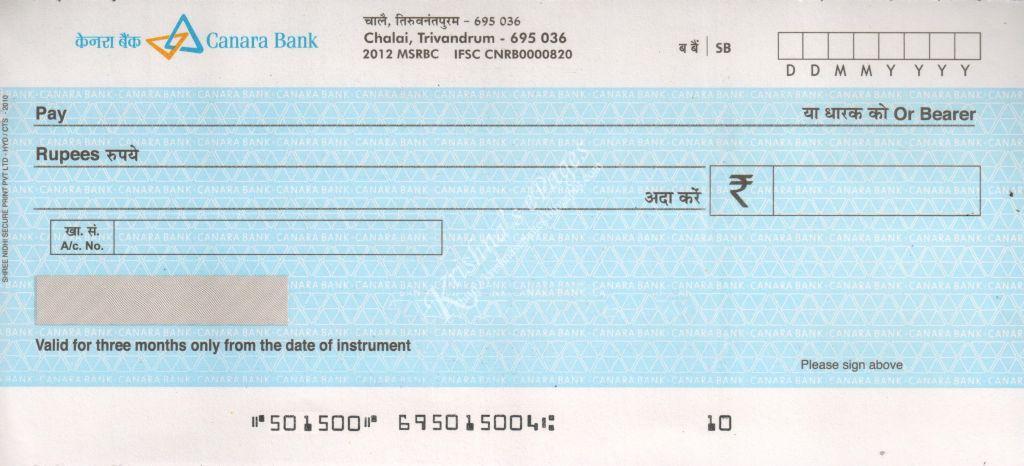 केनरा बैंक Canara Bank
चालै, तिरुवनंतपुरम – 695 036
Chalai, Trivandrum - 695 036
2012 MSRBC IFSC CNRB0000820
ब बैं | SB
D D M M Y Y Y Y
Pay या धारक को Or Bearer
Rupees रुपये
अदा करें ₹
खा. सं.
A/c. No.
Valid for three months only from the date of instrument
Please sign above
SHREE NIDHI SECURE PRINT PVT LTD - HYD / CTS - 2010
⑈501500⑈ 695015004⑆ 10